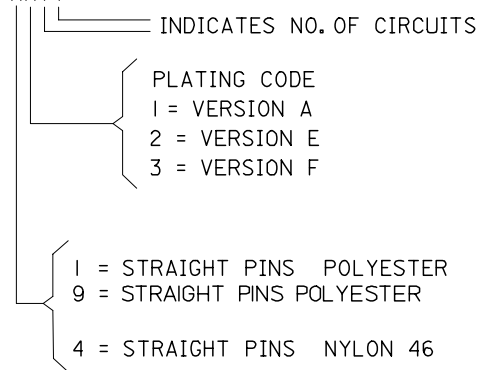 INDICATES NO. OF CIRCUITS
PLATING CODE
1 = VERSION A
2 = VERSION E
3 = VERSION F
1 = STRAIGHT PINS POLYESTER
9 = STRAIGHT PINS POLYESTER
4 = STRAIGHT PINS NYLON 46